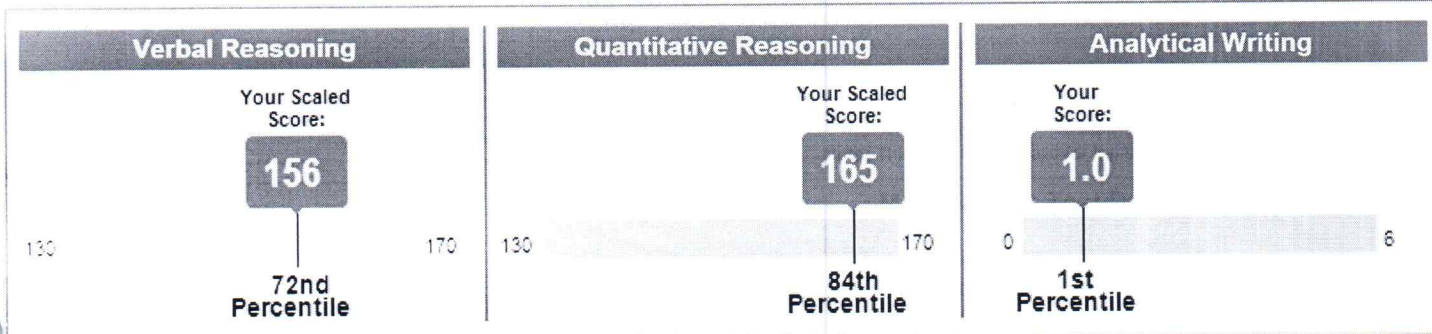 Verbal Reasoning
Your Scaled
Score:
156
130
170
72nd
Percentile
Quantitative Reasoning
Your Scaled
Score:
165
130
170
84th
Percentile
Analytical Writing
Your
Score:
1.0
0
6
1st
Percentile